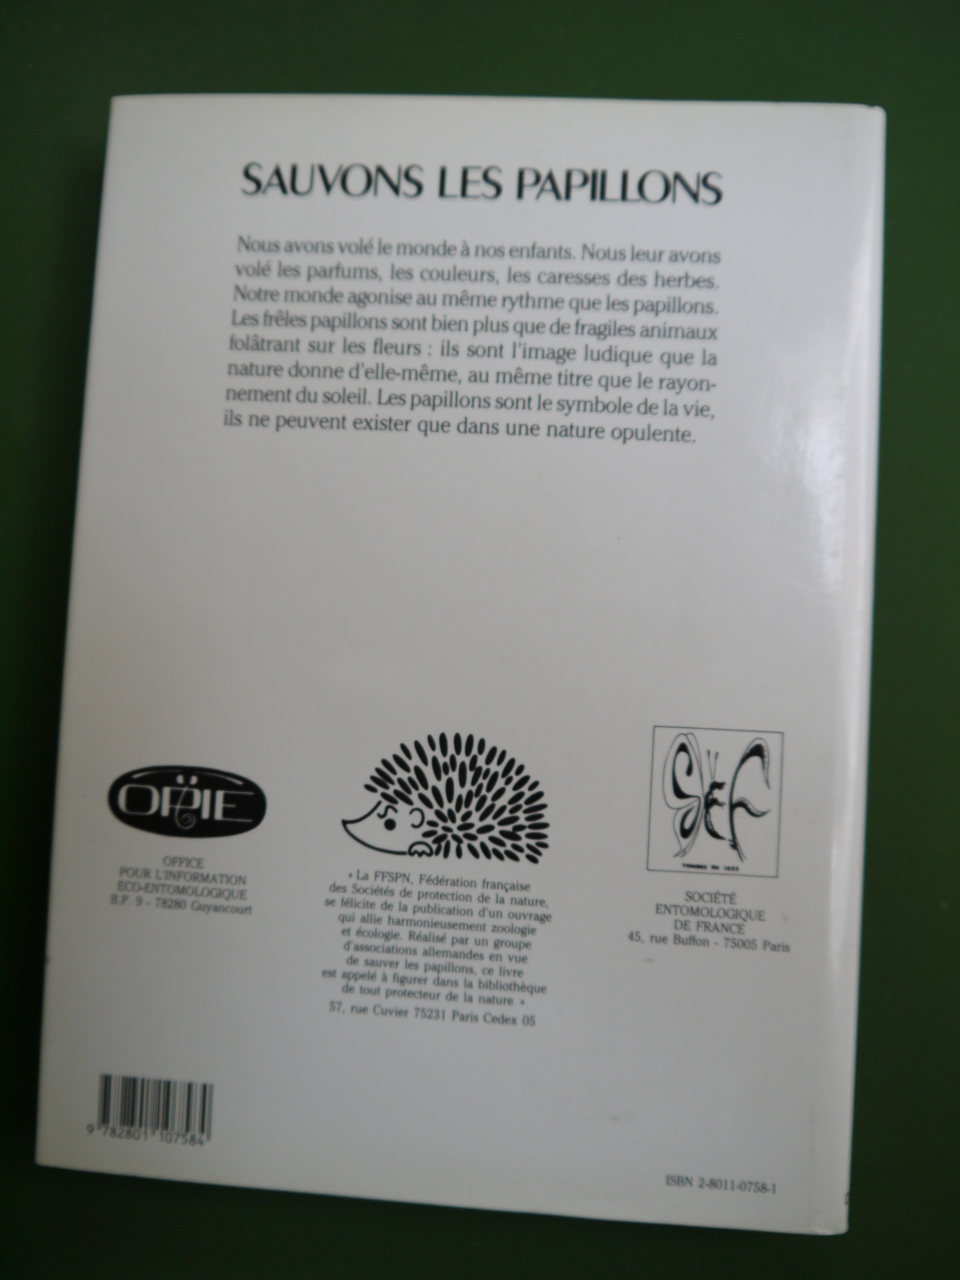 SAUVONS LES PAPILLONS
Nous avons volé le monde à nos enfants. Nous leur avons
volé les parfums, les couleurs, les caresses des herbes.
Notre monde agonise au même rythme que les papillons.
Les frêles papillons sont bien plus que de fragiles animaux
folâtrant sur les fleurs : ils sont l'image ludique que la
nature donne d'elle-même, au même titre que le rayon-
nement du soleil. Les papillons sont le symbole de la vie,
ils ne peuvent exister que dans une nature opulente.
OPIE
OFFICE
POUR L'INFORMATION
ECO-ENTOMOLOGIQUE
B.P. 9 - 78280 Guyancourt
« La FFSPN, Fédération française
des Sociétés de protection de la nature,
se félicite de la publication d'un ouvrage
qui allie harmonieusement zoologie
et écologie. Réalisé par un groupe
d'associations allemandes en vue
de sauver les papillons, ce livre
est appelé à figurer dans la bibliothèque
de tout protecteur de la nature »
57, rue Cuvier 75231 Paris Cedex 05
SEF
FONDÉE EN 1832
SOCIÉTÉ
ENTOMOLOGIQUE
DE FRANCE
45, rue Buffon - 75005 Paris
9 782801 107584
ISBN 2-8011-0758-1